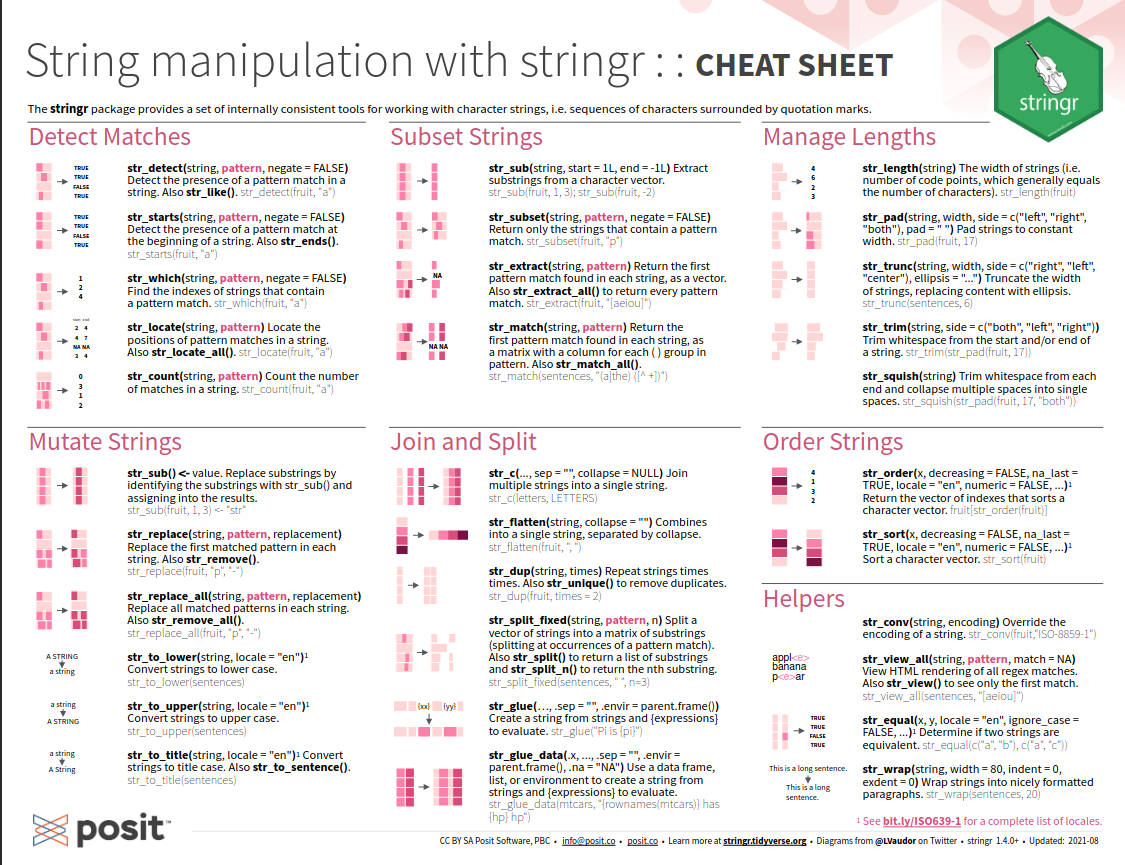 String manipulation with stringr : : CHEAT SHEET
The stringr package provides a set of internally consistent tools for working with character strings, i.e. sequences of characters surrounded by quotation marks.
stringr
Detect Matches
TRUE
TRUE
FALSE
TRUE
str_detect(string, pattern, negate = FALSE)
Detect the presence of a pattern match in a
string. Also str_like(). str_detect(fruit, "a")
TRUE
TRUE
FALSE
TRUE
str_starts(string, pattern, negate = FALSE)
Detect the presence of a pattern match at
the beginning of a string. Also str_ends().
str_starts(fruit, "a")
1
2
4
str_which(string, pattern, negate = FALSE)
Find the indexes of strings that contain
a pattern match. str_which(fruit, "a")
start end
2 4
4 7
NA NA
3 4
str_locate(string, pattern) Locate the
positions of pattern matches in a string.
Also str_locate_all(). str_locate(fruit, "a")
0
3
1
2
str_count(string, pattern) Count the number
of matches in a string. str_count(fruit, "a")
Subset Strings
str_sub(string, start = 1L, end = -1L) Extract
substrings from a character vector.
str_sub(fruit, 1, 3); str_sub(fruit, -2)
str_subset(string, pattern, negate = FALSE)
Return only the strings that contain a pattern
match. str_subset(fruit, "p")
NA
str_extract(string, pattern) Return the first
pattern match found in each string, as a vector.
Also str_extract_all() to return every pattern
match. str_extract(fruit, "[aeiou]")
NA NA
str_match(string, pattern) Return the
first pattern match found in each string, as
a matrix with a column for each ( ) group in
pattern. Also str_match_all().
str_match(sentences, "(a|the) ([^ +])")
Manage Lengths
4
6
2
3
str_length(string) The width of strings (i.e.
number of code points, which generally equals
the number of characters). str_length(fruit)
str_pad(string, width, side = c("left", "right",
"both"), pad = " ") Pad strings to constant
width. str_pad(fruit, 17)
str_trunc(string, width, side = c("right", "left",
"center"), ellipsis = "...") Truncate the width
of strings, replacing content with ellipsis.
str_trunc(sentences, 6)
str_trim(string, side = c("both", "left", "right"))
Trim whitespace from the start and/or end of
a string. str_trim(str_pad(fruit, 17))
str_squish(string) Trim whitespace from each
end and collapse multiple spaces into single
spaces. str_squish(str_pad(fruit, 17, "both"))
Mutate Strings
str_sub() <- value. Replace substrings by
identifying the substrings with str_sub() and
assigning into the results.
str_sub(fruit, 1, 3) <- "str"
str_replace(string, pattern, replacement)
Replace the first matched pattern in each
string. Also str_remove().
str_replace(fruit, "p", "-")
str_replace_all(string, pattern, replacement)
Replace all matched patterns in each string.
Also str_remove_all().
str_replace_all(fruit, "p", "-")
A STRING
a string
str_to_lower(string, locale = "en")¹
Convert strings to lower case.
str_to_lower(sentences)
a string
A STRING
str_to_upper(string, locale = "en")¹
Convert strings to upper case.
str_to_upper(sentences)
a string
A String
str_to_title(string, locale = "en")¹ Convert
strings to title case. Also str_to_sentence().
str_to_title(sentences)
Join and Split
str_c(..., sep = "", collapse = NULL) Join
multiple strings into a single string.
str_c(letters, LETTERS)
str_flatten(string, collapse = "") Combines
into a single string, separated by collapse.
str_flatten(fruit, ", ")
str_dup(string, times) Repeat strings times
times. Also str_unique() to remove duplicates.
str_dup(fruit, times = 2)
str_split_fixed(string, pattern, n) Split a
vector of strings into a matrix of substrings
(splitting at occurrences of a pattern match).
Also str_split() to return a list of substrings
and str_split_n() to return the nth substring.
str_split_fixed(sentences, " ", n=3)
{xx} {yy}
str_glue(…, .sep = "", .envir = parent.frame())
Create a string from strings and {expressions}
to evaluate. str_glue("Pi is {pi}")
str_glue_data(.x, ..., .sep = "", .envir =
parent.frame(), .na = "NA") Use a data frame,
list, or environment to create a string from
strings and {expressions} to evaluate.
str_glue_data(mtcars, "{rownames(mtcars)} has
{hp} hp")
Order Strings
4
1
3
2
str_order(x, decreasing = FALSE, na_last =
TRUE, locale = "en", numeric = FALSE, ...)¹
Return the vector of indexes that sorts a
character vector. fruit[str_order(fruit)]
str_sort(x, decreasing = FALSE, na_last =
TRUE, locale = "en", numeric = FALSE, ...)¹
Sort a character vector. str_sort(fruit)
Helpers
str_conv(string, encoding) Override the
encoding of a string. str_conv(fruit,"ISO-8859-1")
appl<e>
banana
p<e>ar
str_view_all(string, pattern, match = NA)
View HTML rendering of all regex matches.
Also str_view() to see only the first match.
str_view_all(sentences, "[aeiou]")
TRUE
TRUE
FALSE
TRUE
str_equal(x, y, locale = "en", ignore_case =
FALSE, ...)¹ Determine if two strings are
equivalent. str_equal(c("a", "b"), c("a", "c"))
This is a long sentence.
This is a long
sentence.
str_wrap(string, width = 80, indent = 0,
exdent = 0) Wrap strings into nicely formatted
paragraphs. str_wrap(sentences, 20)
¹ See bit.ly/ISO639-1 for a complete list of locales.
posit™
CC BY SA Posit Software, PBC • info@posit.co • posit.co • Learn more at stringr.tidyverse.org • Diagrams from @LVaudor on Twitter • stringr 1.4.0+ • Updated: 2021-08